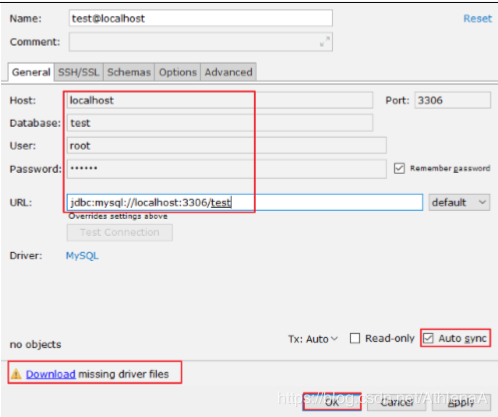 Name: test@localhost Reset
Comment:
General SSH/SSL Schemas Options Advanced
Host: localhost Port: 3306
Database: test
User: root
Password: •••••• Remember password
URL: jdbc:mysql://localhost:3306/test default
Overrides settings above
Test Connection
Driver: MySQL
no objects Tx: Auto Read-only Auto sync
Download missing driver files
https://blog.csdn.net/AthlenaA
OK Cancel Apply